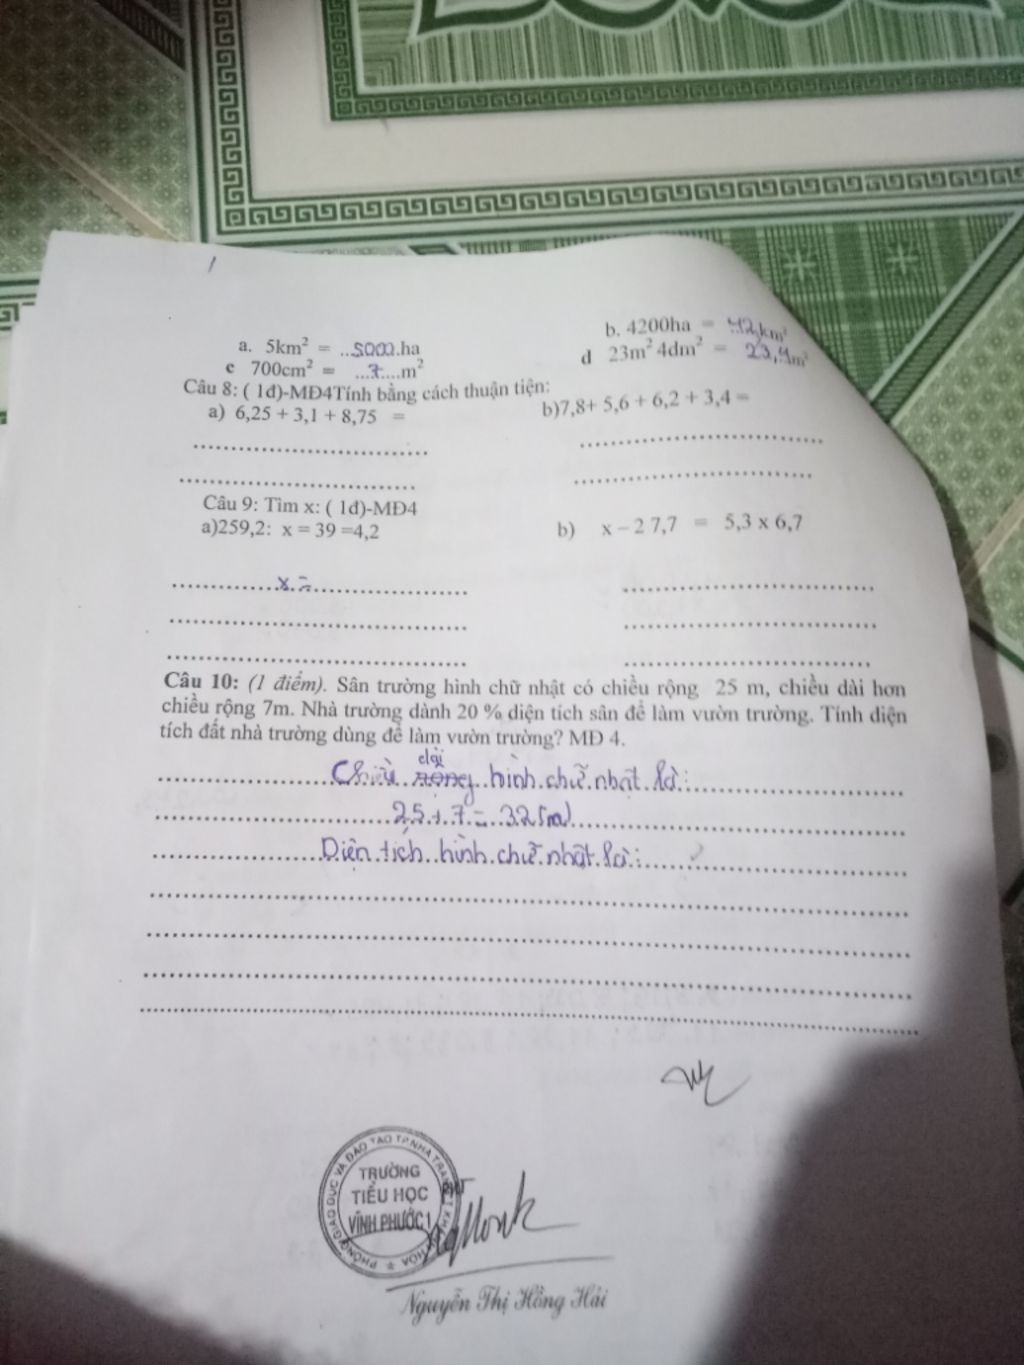 a. 5km² = ..5000.ha
b. 4200ha = 42 km²
c 700cm² = ...7....m²
d 23m² 4dm² = 23,4m²
Câu 8: ( 1đ)-MĐ4Tính bằng cách thuận tiện:
a) 6,25 + 3,1 + 8,75 =
b)7,8+ 5,6 + 6,2 + 3,4 =
Câu 9: Tìm x: ( 1đ)-MĐ4
a)259,2: x = 39 =4,2
b) x – 2 7,7 = 5,3 x 6,7
x =
Câu 10: (1 điểm). Sân trường hình chữ nhật có chiều rộng 25 m, chiều dài hơn
chiều rộng 7m. Nhà trường dành 20 % diện tích sân để làm vườn trường. Tính diện
tích đất nhà trường dùng để làm vườn trường? MĐ 4.
Chiều dài hình chữ nhật là:
25 + 7 = 32 (m)
Diện tích hình chữ nhật là:
TRƯỜNG
TIỂU HỌC
VĨNH PHƯỚC 1
Nguyễn Thị Hồng Hải